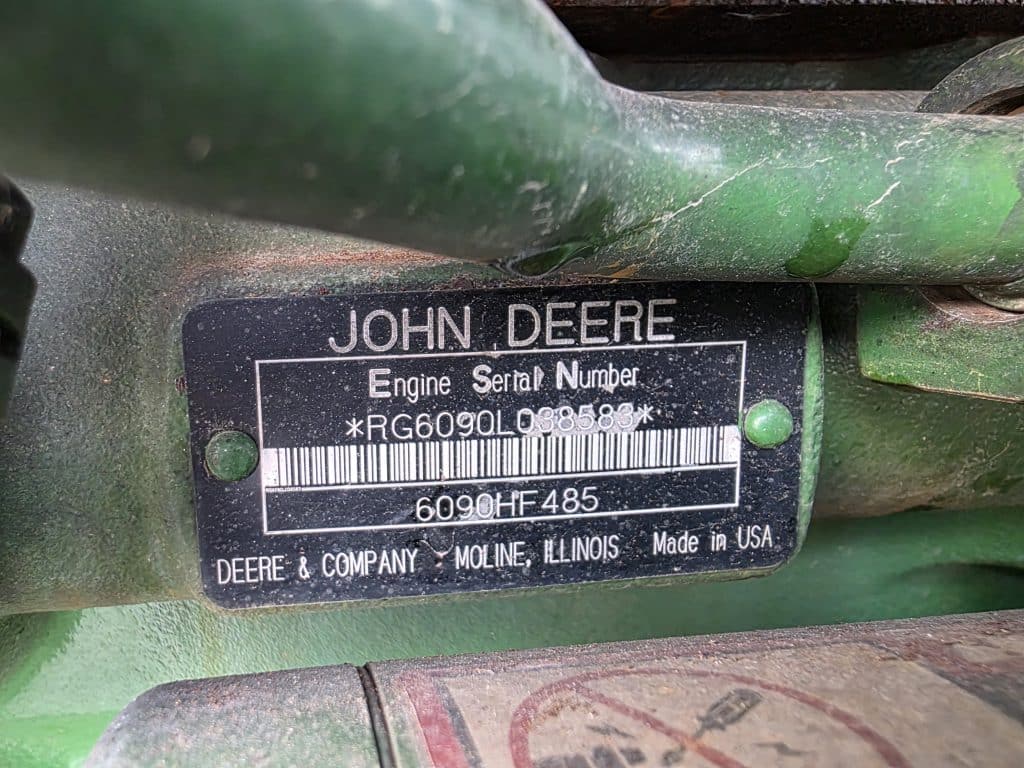 JOHN DEERE
Engine Serial Number
*RG6090L038583*
6090HF485
DEERE & COMPANY MOLINE, ILLINOIS Made in USA